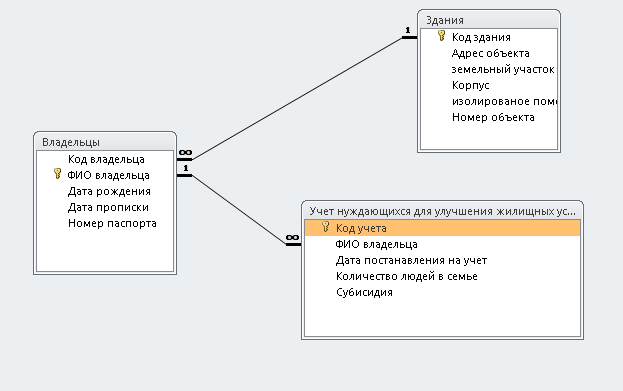 Здания
Код здания
Адрес объекта
земельный участок
Корпус
изолированое пом
Номер объекта
1
Владельцы
Код владельца
ФИО владельца
Дата рождения
Дата прописки
Номер паспорта
∞
1
∞
Учет нуждающихся для улучшения жилищных ус...
Код учета
ФИО владельца
Дата постанавления на учет
Количество людей в семье
Субисидия